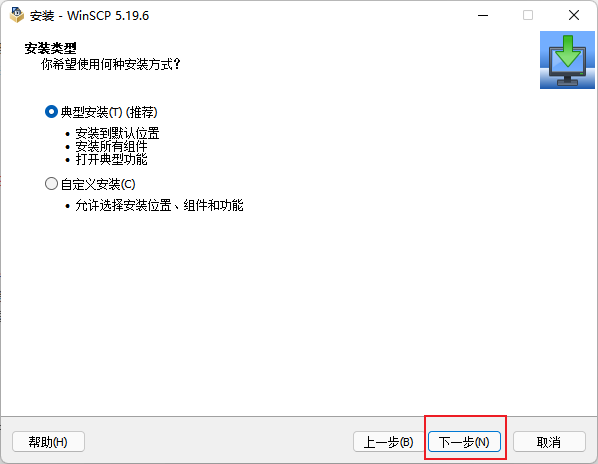 安装 - WinSCP 5.19.6
安装类型
你希望使用何种安装方式?
典型安装(T) (推荐)
• 安装到默认位置
• 安装所有组件
• 打开典型功能
自定义安装(C)
• 允许选择安装位置、组件和功能
帮助(H) 上一步(B) 下一步(N) 取消